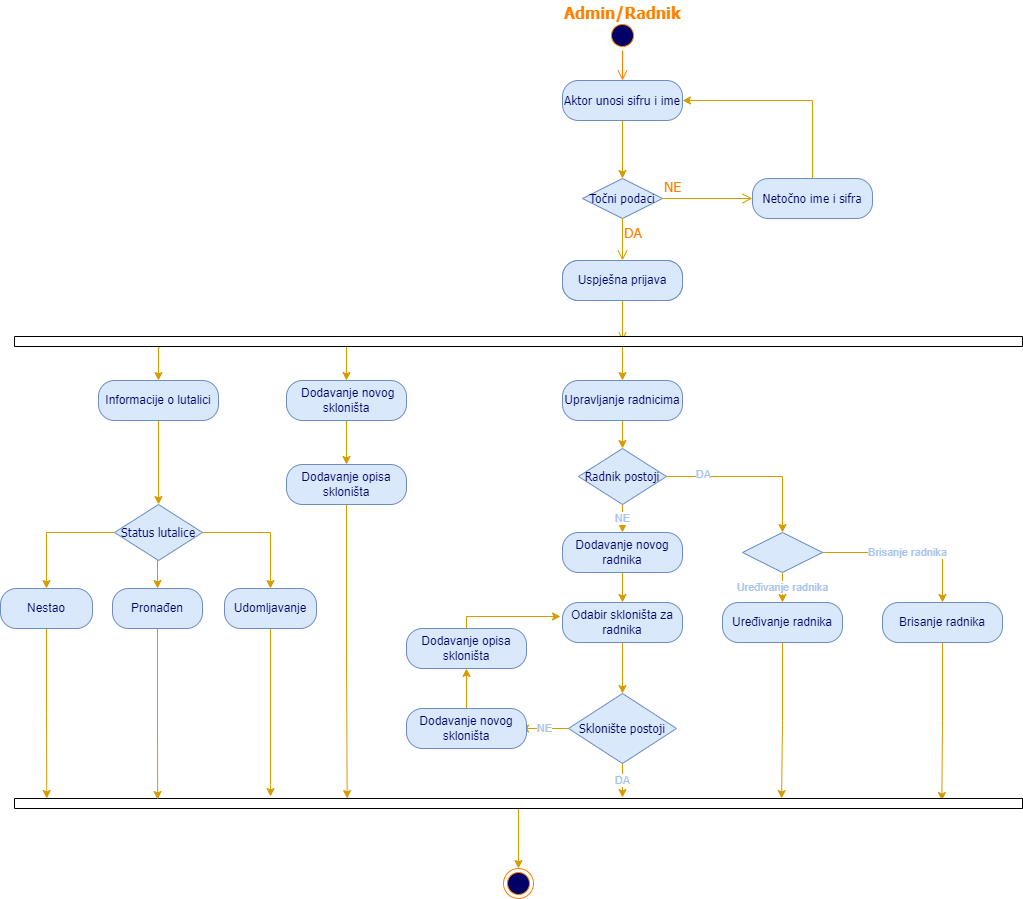 Admin/Radnik
Aktor unosi sifru i ime
Točni podaci
NE
Netočno ime i sifra
DA
Uspješna prijava
Informacije o lutalici
Dodavanje novog
skloništa
Upravljanje radnicima
Dodavanje opisa
skloništa
Radnik postoji
DA
NE
Status lutalice
Dodavanje novog
radnika
Brisanje radnika
Uređivanje radnika
Nestao
Pronađen
Udomljavanje
Odabir skloništa za
radnika
Uređivanje radnika
Brisanje radnika
Dodavanje opisa
skloništa
Dodavanje novog
skloništa
NE
Sklonište postoji
DA